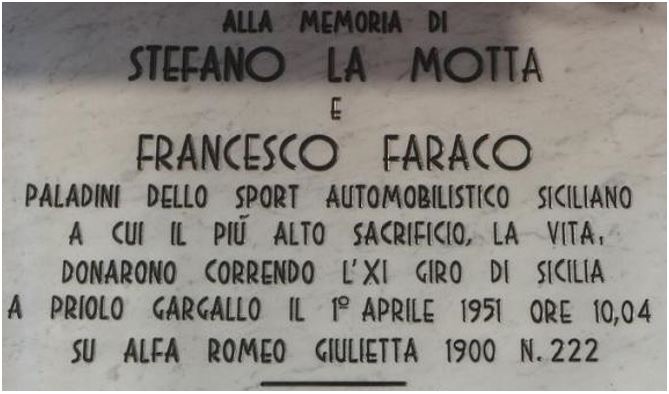 ALLA MEMORIA DI
STEFANO LA MOTTA
E
FRANCESCO FARACO
PALADINI DELLO SPORT AUTOMOBILISTICO SICILIANO
A CUI IL PIÙ ALTO SACRIFICIO, LA VITA,
DONARONO CORRENDO L'XI GIRO DI SICILIA
A PRIOLO GARGALLO IL 1º APRILE 1951 ORE 10,04
SU ALFA ROMEO GIULIETTA 1900 N. 222